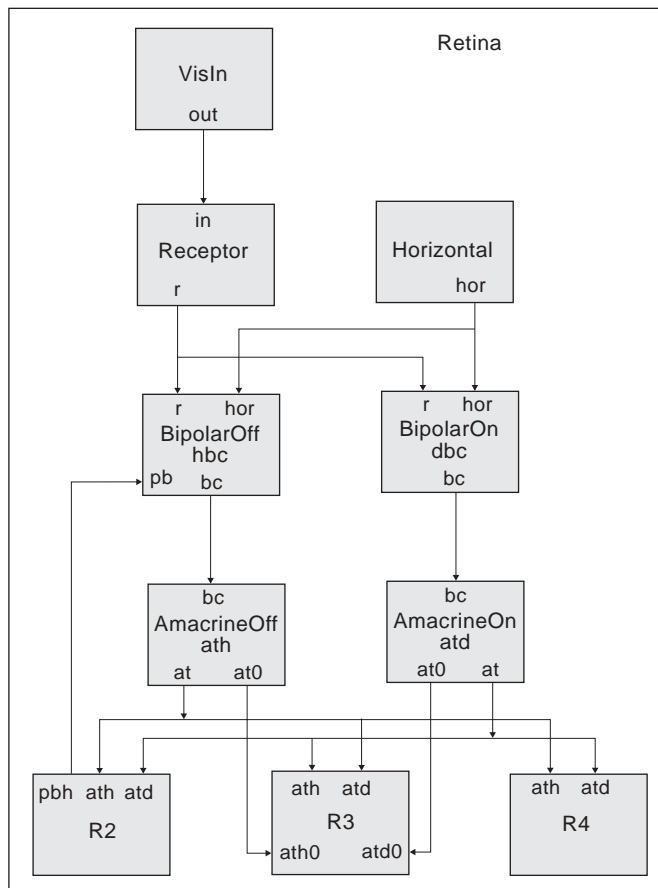 Retina
VisIn
out
in
Receptor
r
Horizontal
hor
r hor
BipolarOff
hbc
pb bc
r hor
BipolarOn
dbc
bc
bc
AmacrineOff
ath
at at0
bc
AmacrineOn
atd
at0 at
pbh ath atd
R2
ath atd
R3
ath0 atd0
ath atd
R4